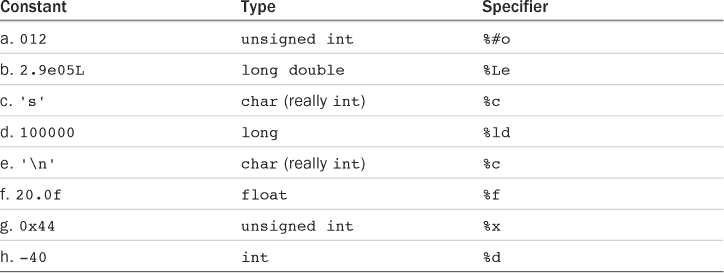 Constant Type Specifier
a. 012 unsigned int %#o
b. 2.9e05L long double %Le
c. 's' char (really int) %c
d. 100000 long %ld
e. '\n' char (really int) %c
f. 20.0f float %f
g. 0x44 unsigned int %x
h. -40 int %d